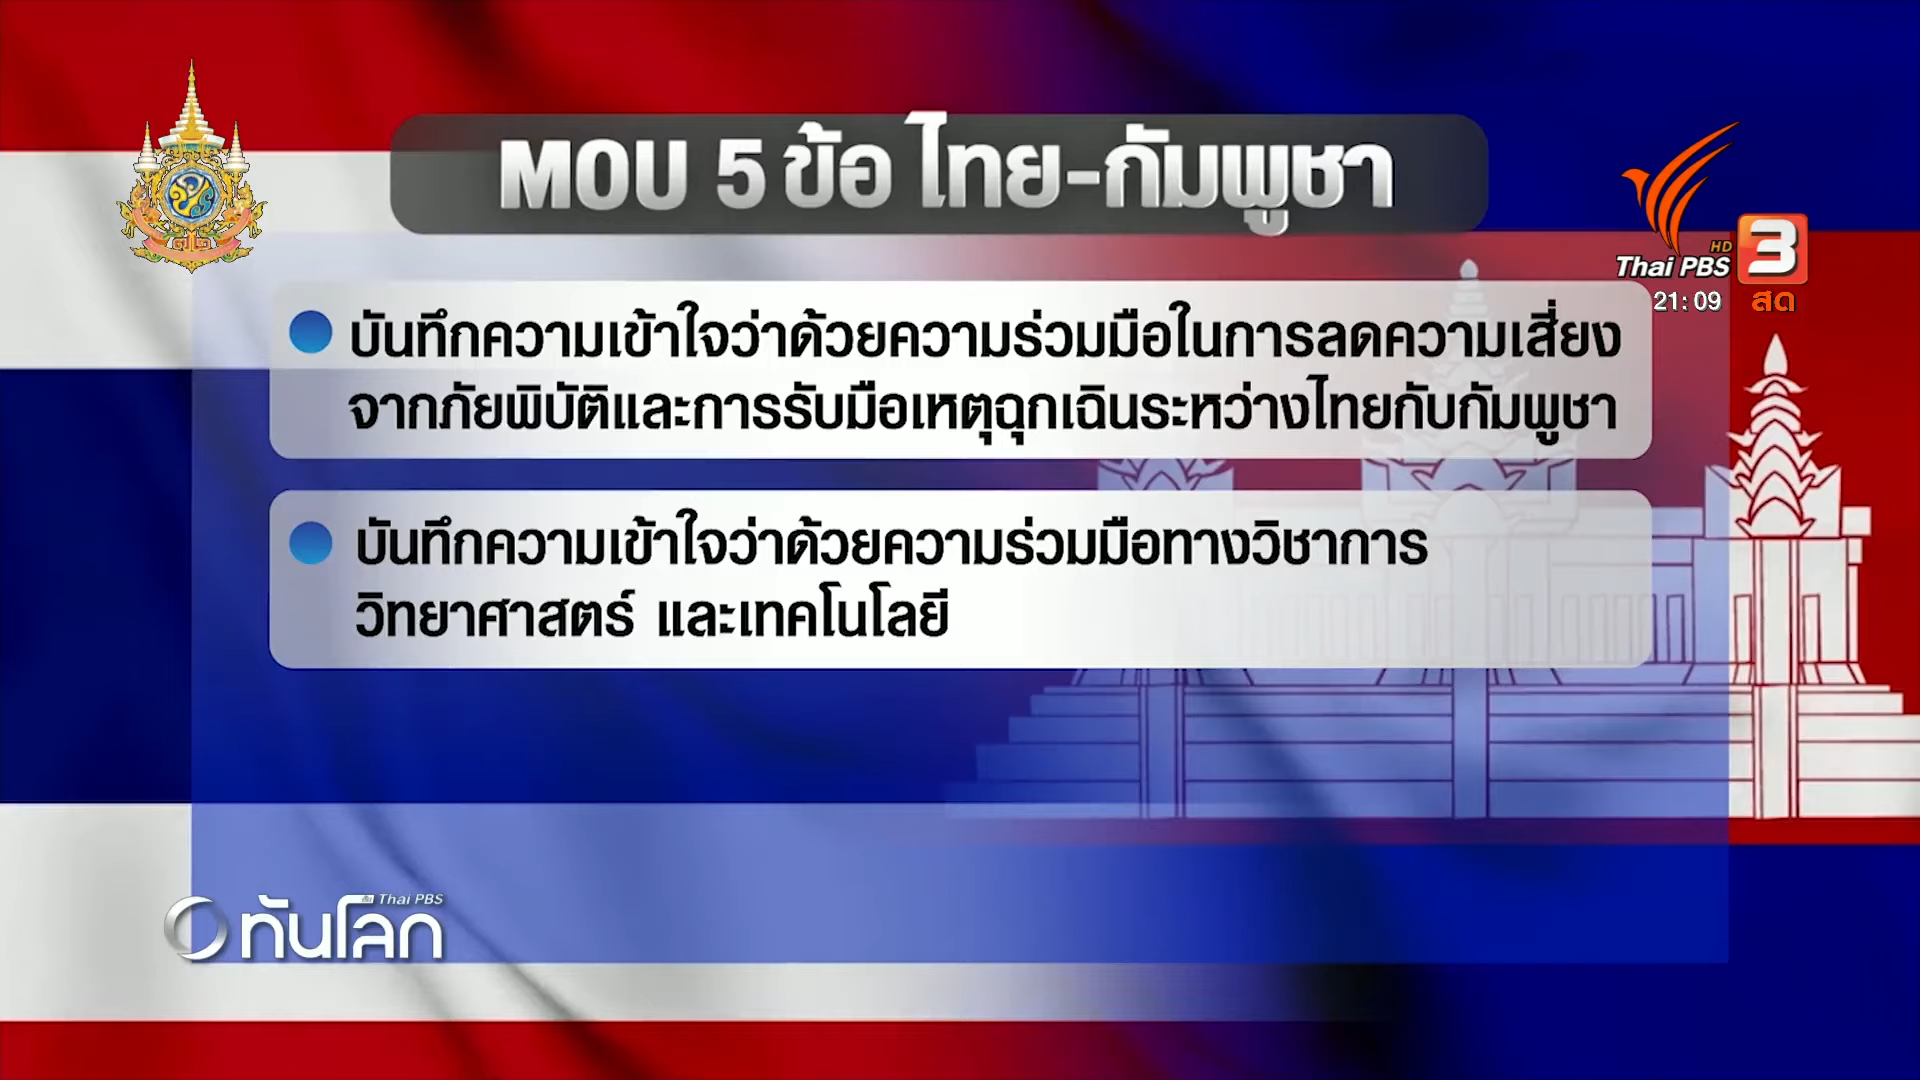 MOU 5 ข้อ ไทย-กัมพูชา
HD
Thai PBS 3
21:09 สด
บันทึกความเข้าใจว่าด้วยความร่วมมือในการลดความเสี่ยง
จากภัยพิบัติและการรับมือเหตุฉุกเฉินระหว่างไทยกับกัมพูชา
บันทึกความเข้าใจว่าด้วยความร่วมมือทางวิชาการ
วิทยาศาสตร์ และเทคโนโลยี
Thai PBS
ทันโลก